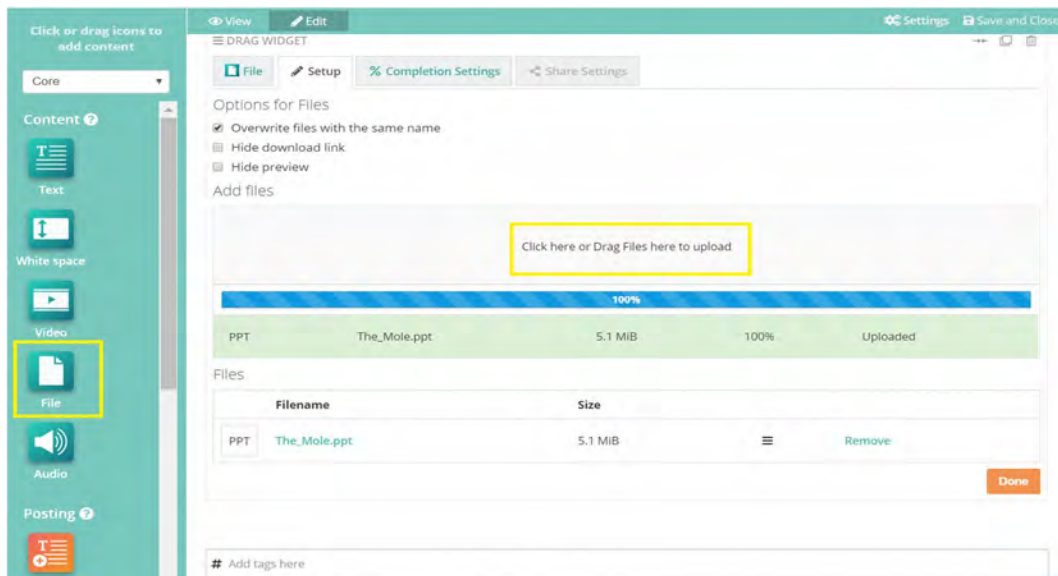 Click or drag icons to
add content
Core
Content ?
Text
White space
Video
File
Audio
Posting ?
View Edit Settings Save and Close
DRAG WIDGET
File Setup % Completion Settings Share Settings
Options for Files
Overwrite files with the same name
Hide download link
Hide preview
Add files
Click here or Drag Files here to upload
100%
PPT The_Mole.ppt 5.1 MiB 100% Uploaded
Files
Filename Size
PPT The_Mole.ppt 5.1 MiB Remove
Done
# Add tags here